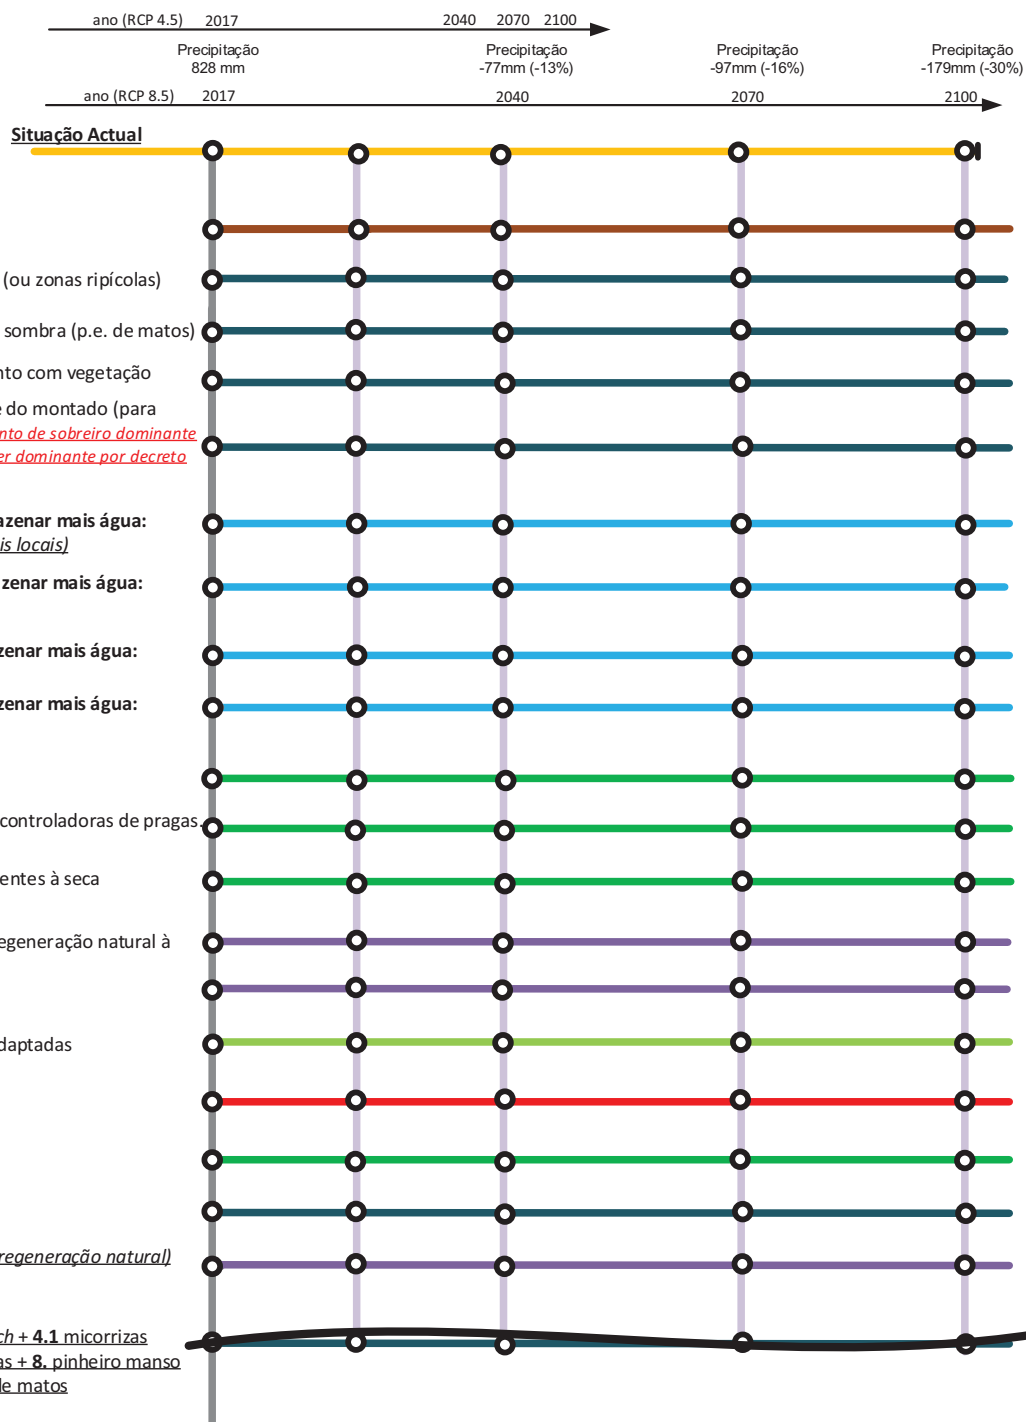 ano (RCP 4.5) 2017 2040 2070 2100
Precipitação Precipitação Precipitação Precipitação
828 mm -77mm (-13%) -97mm (-16%) -179mm (-30%)
ano (RCP 8.5) 2017 2040 2070 2100
Situação Actual
(ou zonas ripícolas)
sombra (p.e. de matos)
nto com vegetação
e do montado (para
nto de sobreiro dominante
er dominante por decreto
azenar mais água:
is locais)
zenar mais água:
zenar mais água:
zenar mais água:
controladoras de pragas.
entes à seca
egeneração natural à
daptadas
regeneração natural)
ch + 4.1 micorrizas
as + 8. pinheiro manso
de matos